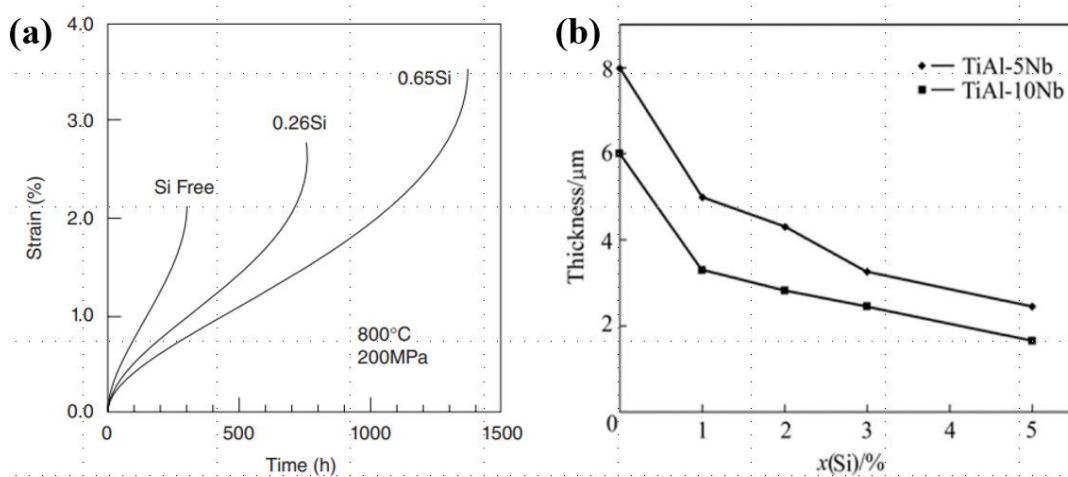 (a)
4.0
3.0
2.0
1.0
0.0
Strain (%)
Si Free
0.26Si
0.65Si
800°C
200MPa
0
500
1000
1500
Time (h)
(b)
8
6
4
2
0
Thickness/μm
TiAl-5Nb
TiAl-10Nb
1
2
3
4
5
x(Si)/%